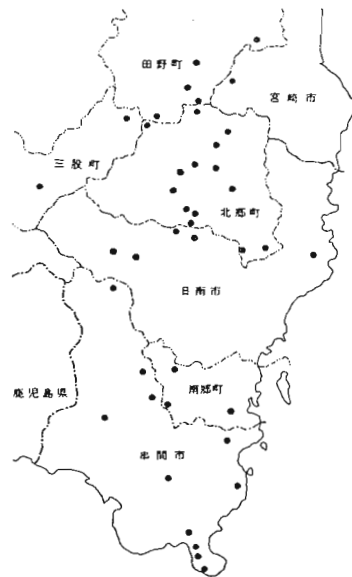 田野町
宮崎市
三股町
北郷町
日南市
鹿児島県
南郷町
串間市